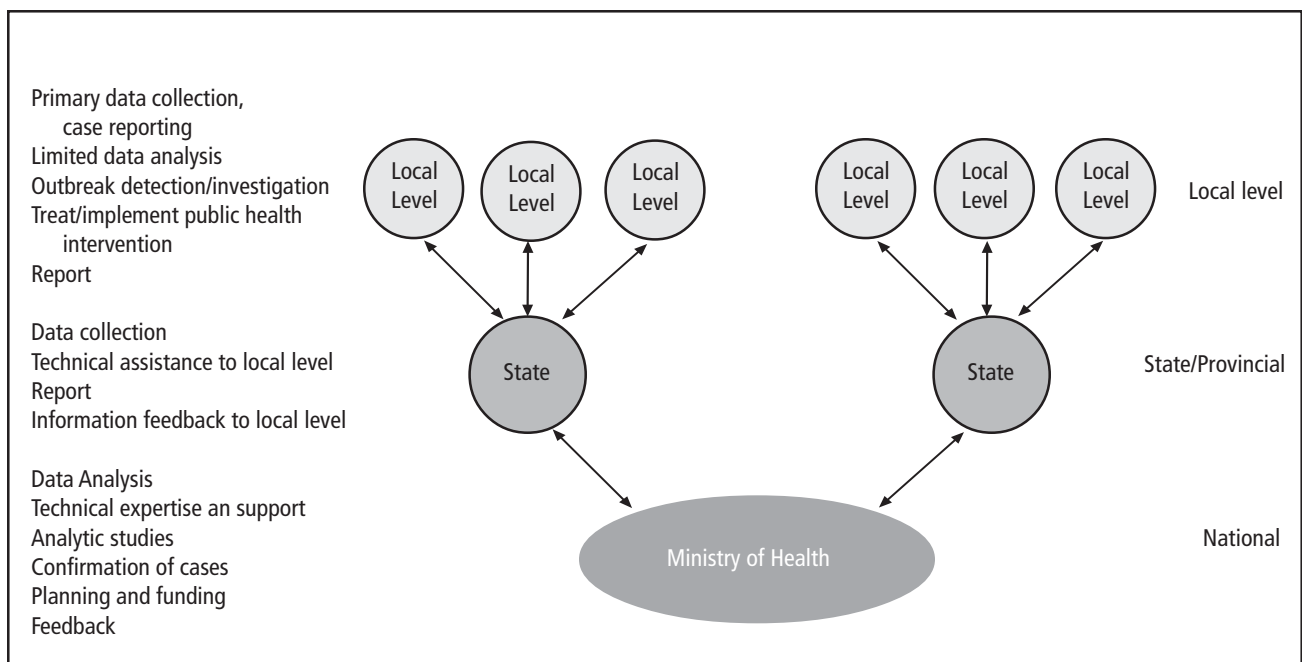 Primary data collection,
case reporting
Limited data analysis
Outbreak detection/investigation
Treat/implement public health
intervention
Report
Local
Level
Local
Level
Local
Level
Local
Level
Local
Level
Local
Level
Local level
Data collection
Technical assistance to local level
Report
Information feedback to local level
State
State
State/Provincial
Data Analysis
Technical expertise an support
Analytic studies
Confirmation of cases
Planning and funding
Feedback
Ministry of Health
National